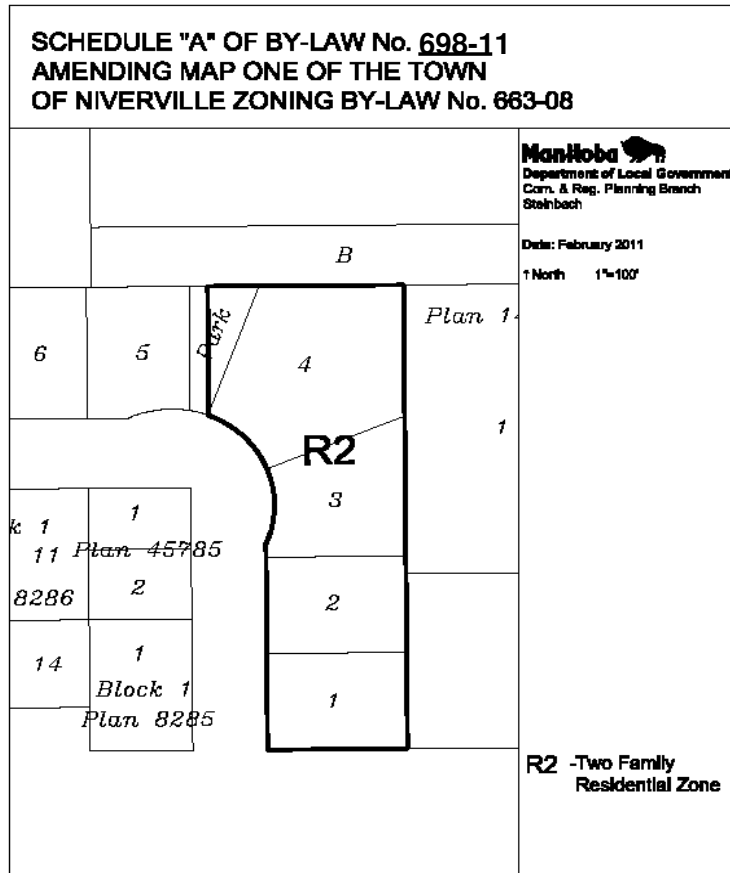 SCHEDULE "A" OF BY-LAW No. 698-11
AMENDING MAP ONE OF THE TOWN
OF NIVERVILLE ZONING BY-LAW No. 663-08
Manitoba
Department of Local Government
Com. & Reg. Planning Branch
Steinbach
Date: February 2011
↑ North 1"=100'
B
Park
Plan 14
6
5
4
1
R2
3
k 1
1
11
Plan 45785
8286
2
2
14
1
1
Block 1
Plan 8285
R2 -Two Family
Residential Zone